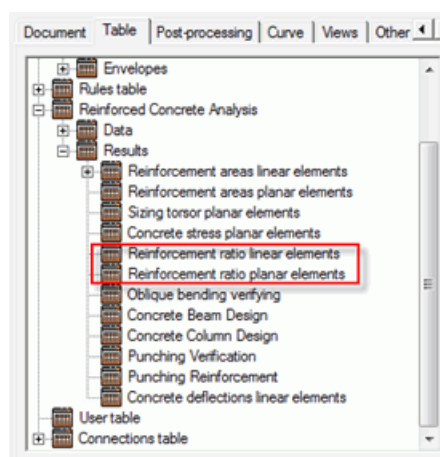 Document Table Post-processing Curve Views Other
Envelopes
Rules table
Reinforced Concrete Analysis
Data
Results
Reinforcement areas linear elements
Reinforcement areas planar elements
Sizing torsor planar elements
Concrete stress planar elements
Reinforcement ratio linear elements
Reinforcement ratio planar elements
Oblique bending verifying
Concrete Beam Design
Concrete Column Design
Punching Verification
Punching Reinforcement
Concrete deflections linear elements
User table
Connections table